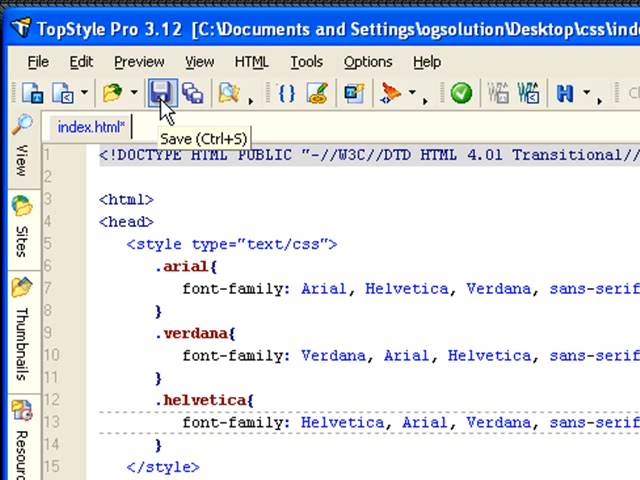 TopStyle Pro 3.12 [C:\Documents and Settings\ogsolution\Desktop\css\inde
File Edit Preview View HTML Tools Options Help
index.html*
Save (Ctrl+S)
View
Sites
Thumbnails
Resourc
1 <!DOCTYPE HTML PUBLIC "-//W3C//DTD HTML 4.01 Transitional//
2
3 <html>
4 <head>
5 <style type="text/css">
6 .arial{
7 font-family: Arial, Helvetica, Verdana, sans-serif
8 }
9 .verdana{
10 font-family: Verdana, Arial, Helvetica, sans-serif
11 }
12 .helvetica{
13 font-family: Helvetica, Arial, Verdana, sans-serif
14 }
15 </style>